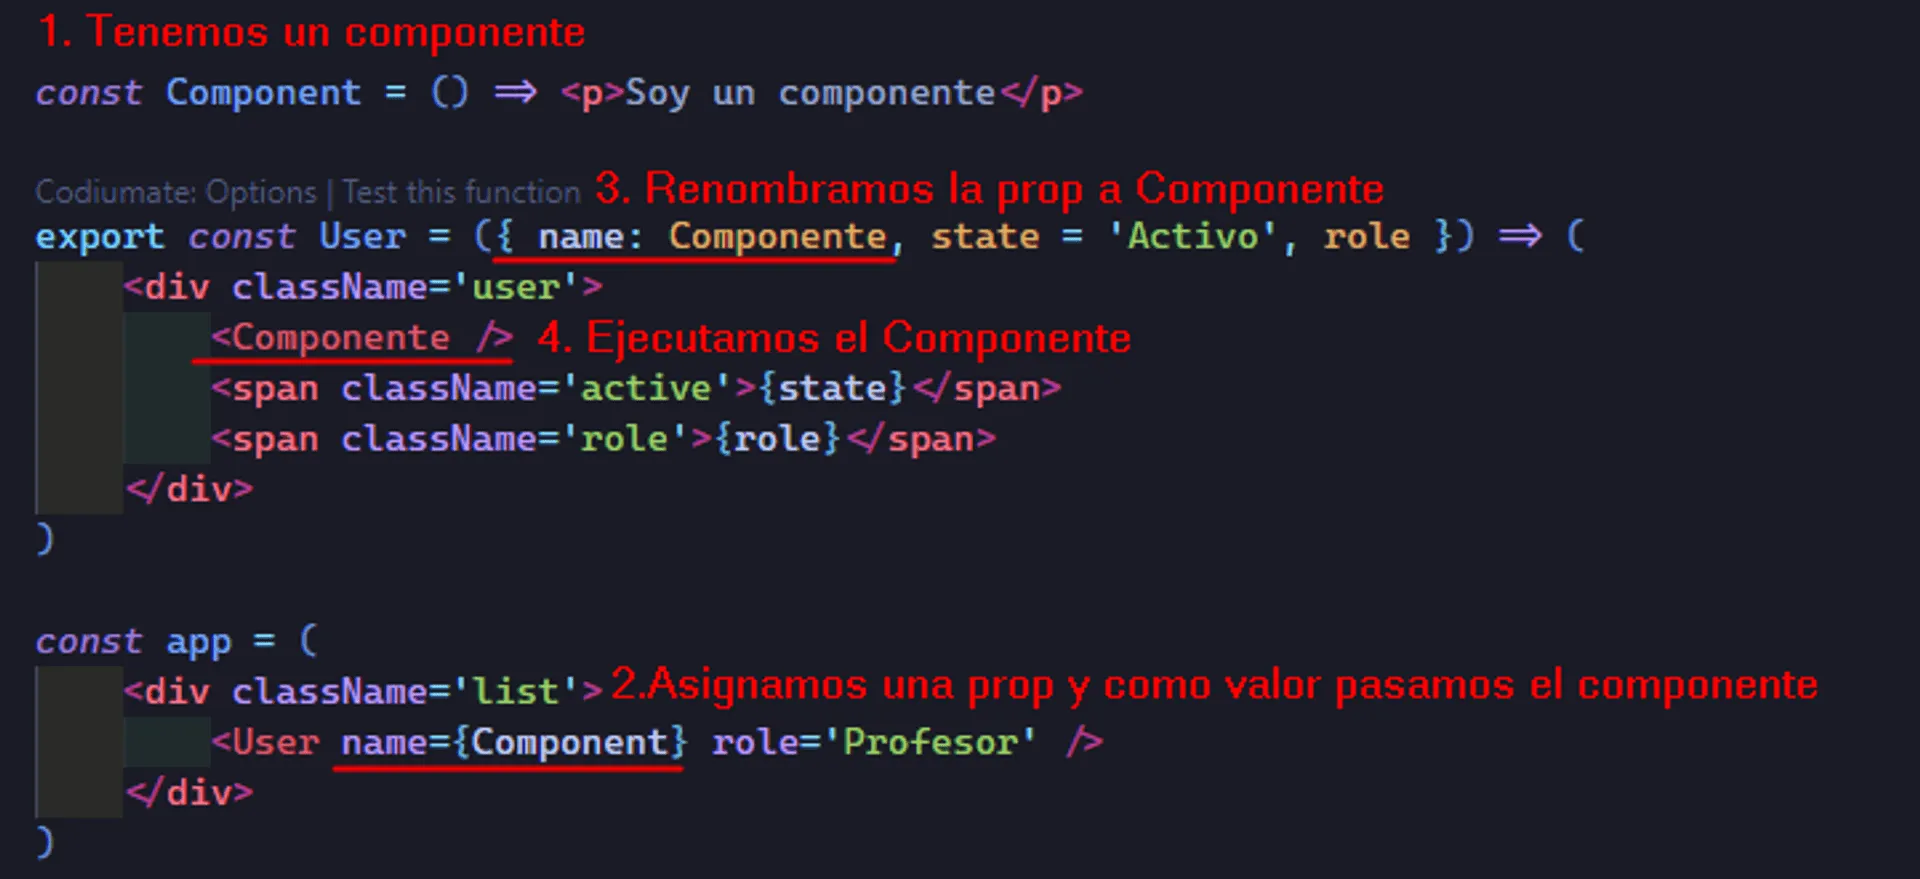 1. Tenemos un componente
const Component = () => <p>Soy un componente</p>
Codiumate: Options | Test this function 3. Renombramos la prop a Componente
export const User = ({ name: Componente, state = 'Activo', role }) => (
<div className='user'>
<Componente /> 4. Ejecutamos el Componente
<span className='active'>{state}</span>
<span className='role'>{role}</span>
</div>
)
const app = (
<div className='list'> 2.Asignamos una prop y como valor pasamos el componente
<User name={Component} role='Profesor' />
</div>
)